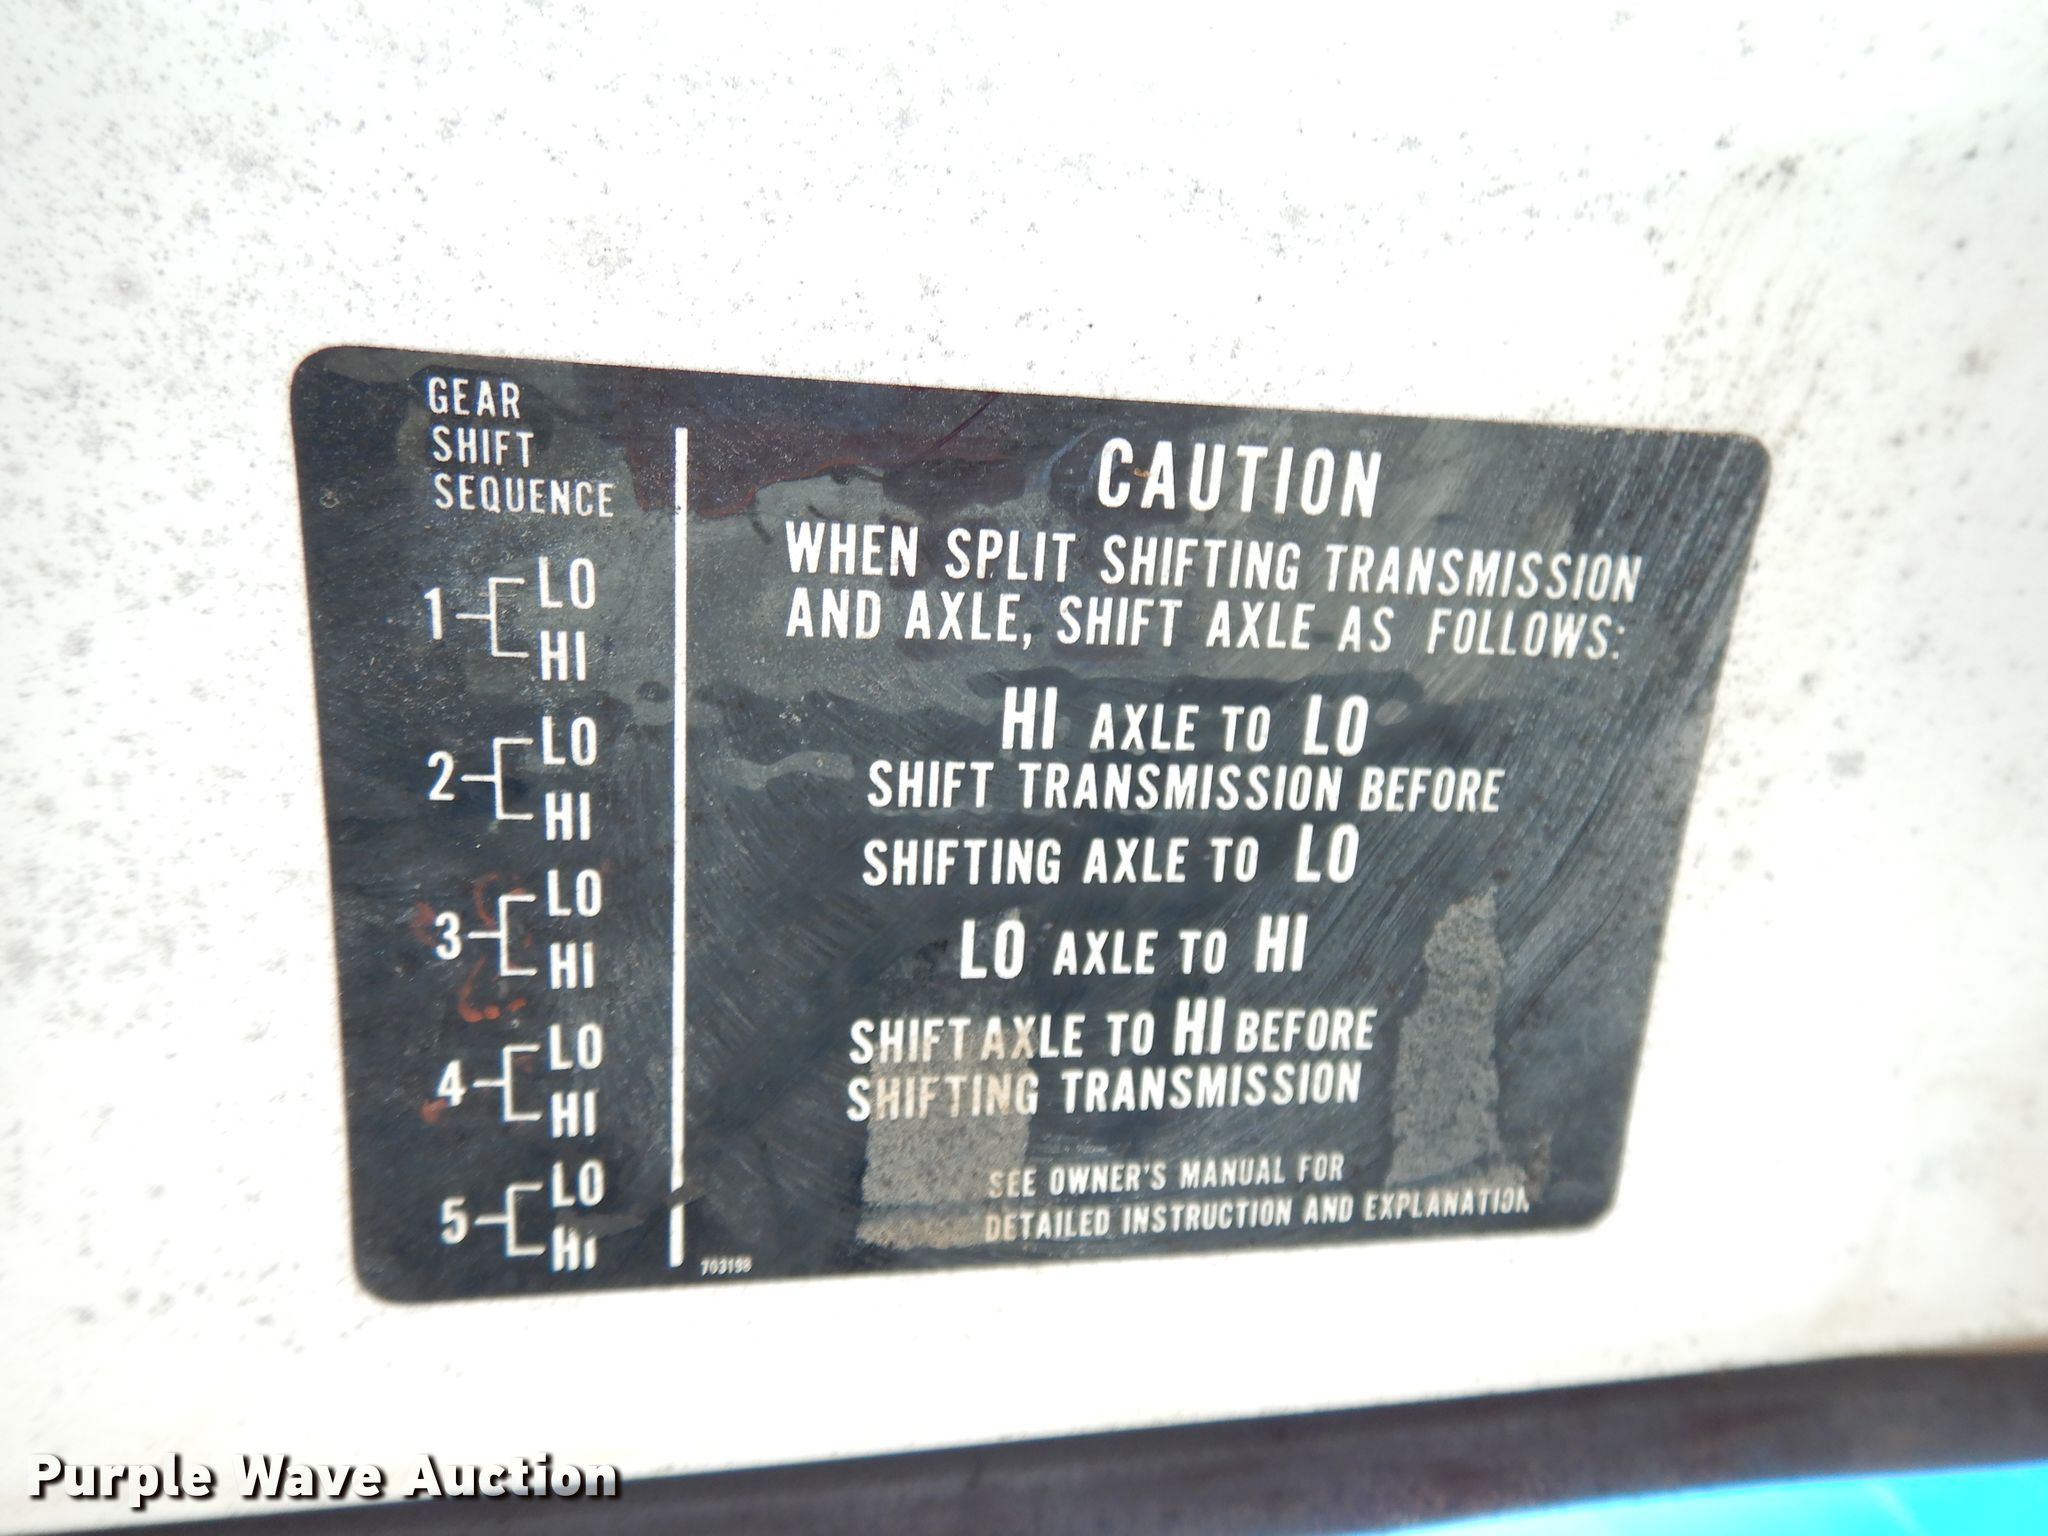 GEAR
SHIFT
SEQUENCE
1 LO
HI
2 LO
HI
3 LO
HI
4 LO
HI
5 LO
HI
CAUTION
WHEN SPLIT SHIFTING TRANSMISSION
AND AXLE, SHIFT AXLE AS FOLLOWS:
HI AXLE TO LO
SHIFT TRANSMISSION BEFORE
SHIFTING AXLE TO LO
LO AXLE TO HI
SHIFT AXLE TO HI BEFORE
SHIFTING TRANSMISSION
SEE OWNER'S MANUAL FOR
DETAILED INSTRUCTION AND EXPLANATION
703198
Purple Wave Auction